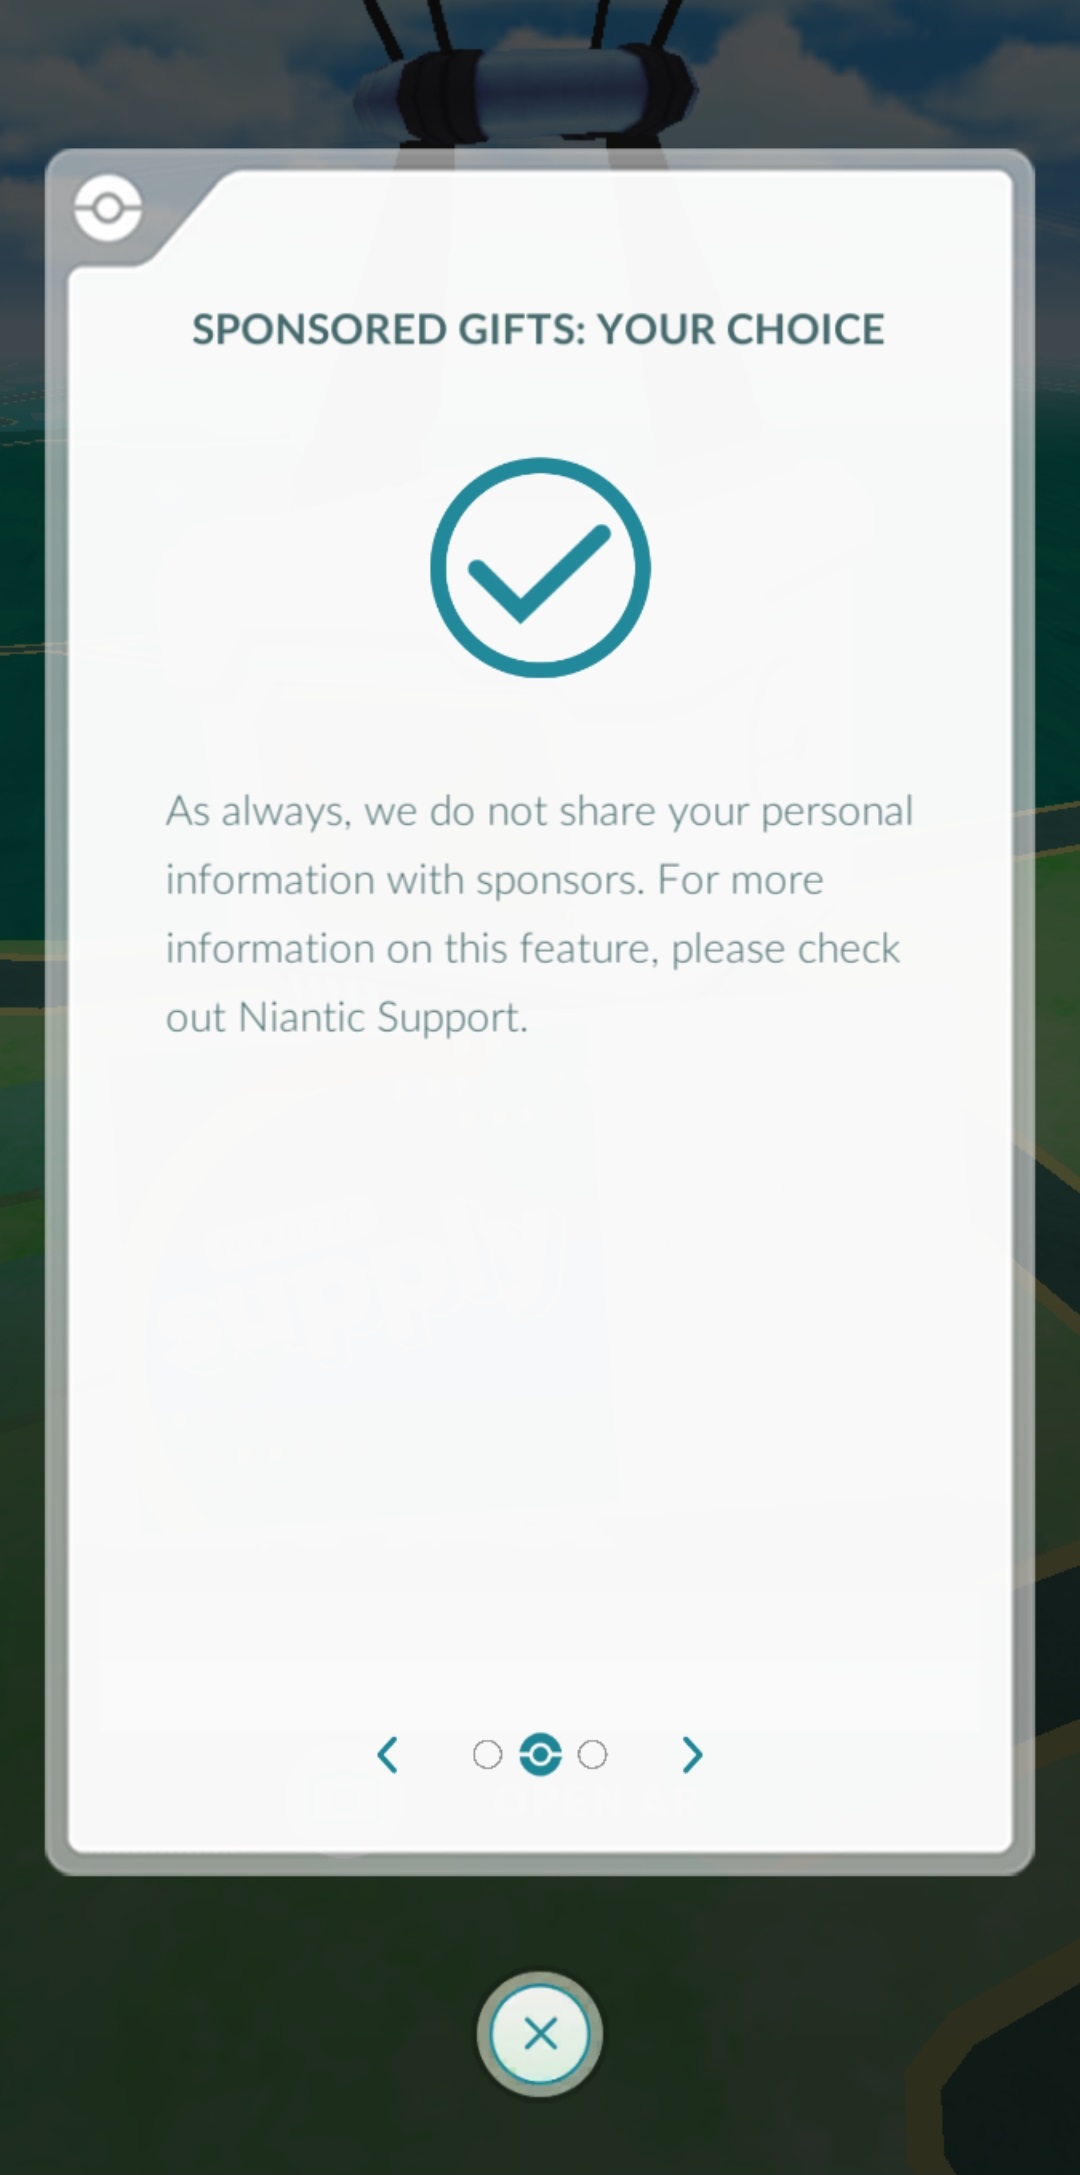 SPONSORED GIFTS: YOUR CHOICE
As always, we do not share your personal
information with sponsors. For more
information on this feature, please check
out Niantic Support.